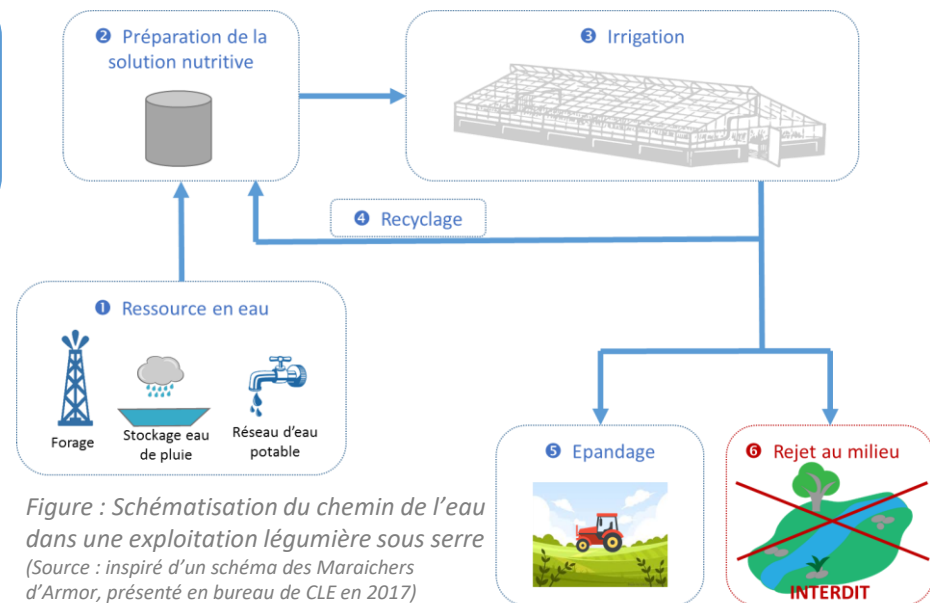 ❷ Préparation de la
solution nutritive
❸ Irrigation
❹ Recyclage
❶ Ressource en eau
Forage
Stockage eau
de pluie
Réseau d'eau
potable
❺ Epandage
❻ Rejet au milieu
INTERDIT
Figure : Schématisation du chemin de l'eau
dans une exploitation légumière sous serre
(Source : inspiré d'un schéma des Maraichers
d'Armor, présenté en bureau de CLE en 2017)